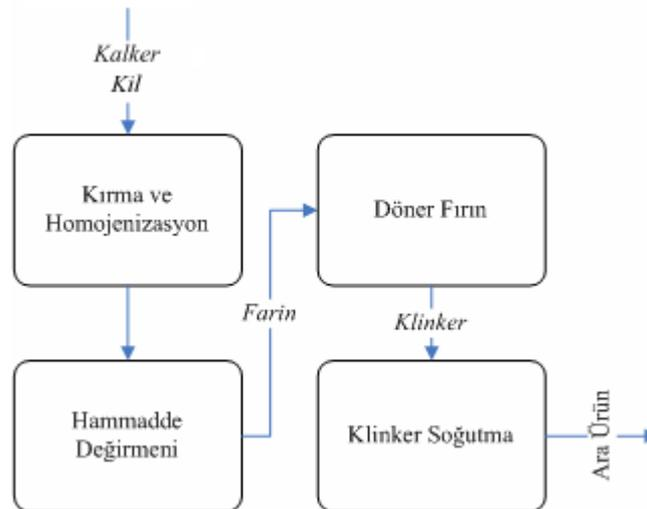 Kalker
Kil
Kırma ve
Homojenizasyon
Hammadde
Değirmeni
Farin
Döner Fırın
Klinker
Klinker Soğutma
Ara Ürün